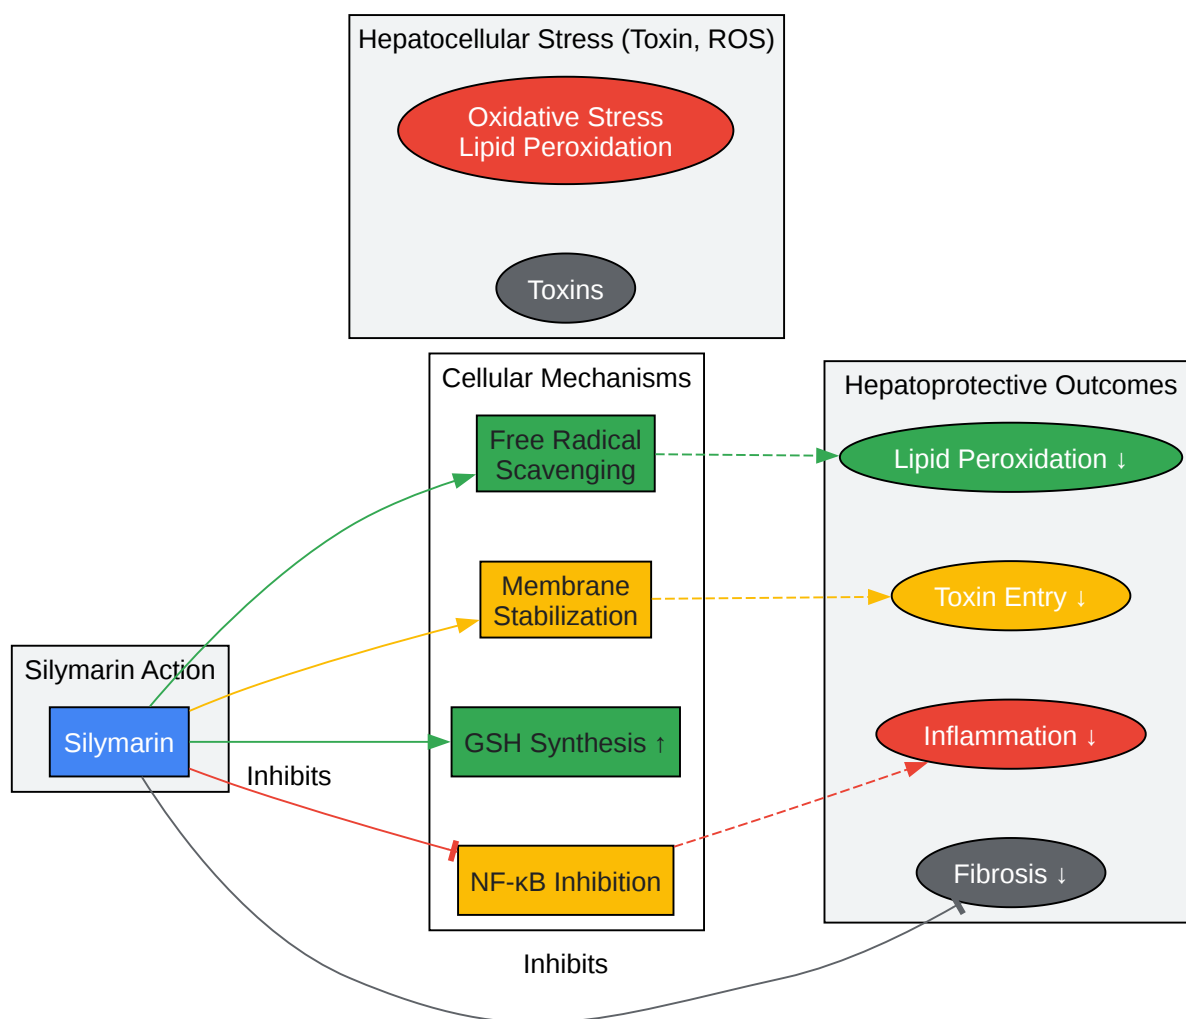 Hepatocellular Stress (Toxin, ROS)
Oxidative Stress
Lipid Peroxidation
Toxins
Cellular Mechanisms
Free Radical
Scavenging
Membrane
Stabilization
GSH Synthesis ↑
NF-κB Inhibition
Hepatoprotective Outcomes
Lipid Peroxidation ↓
Toxin Entry ↓
Inflammation ↓
Fibrosis ↓
Silymarin Action
Silymarin
Inhibits
Inhibits